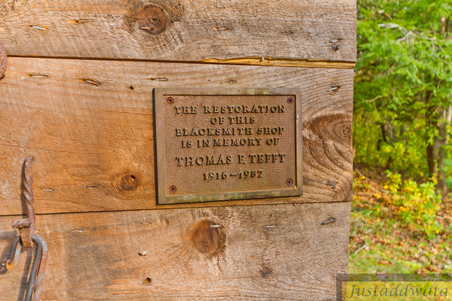 THE RESTORATION
OF THIS
BLACKSMITH SHOP
IS IN MEMORY OF
THOMAS P. TEFFT
1916~1987
Justaddwata